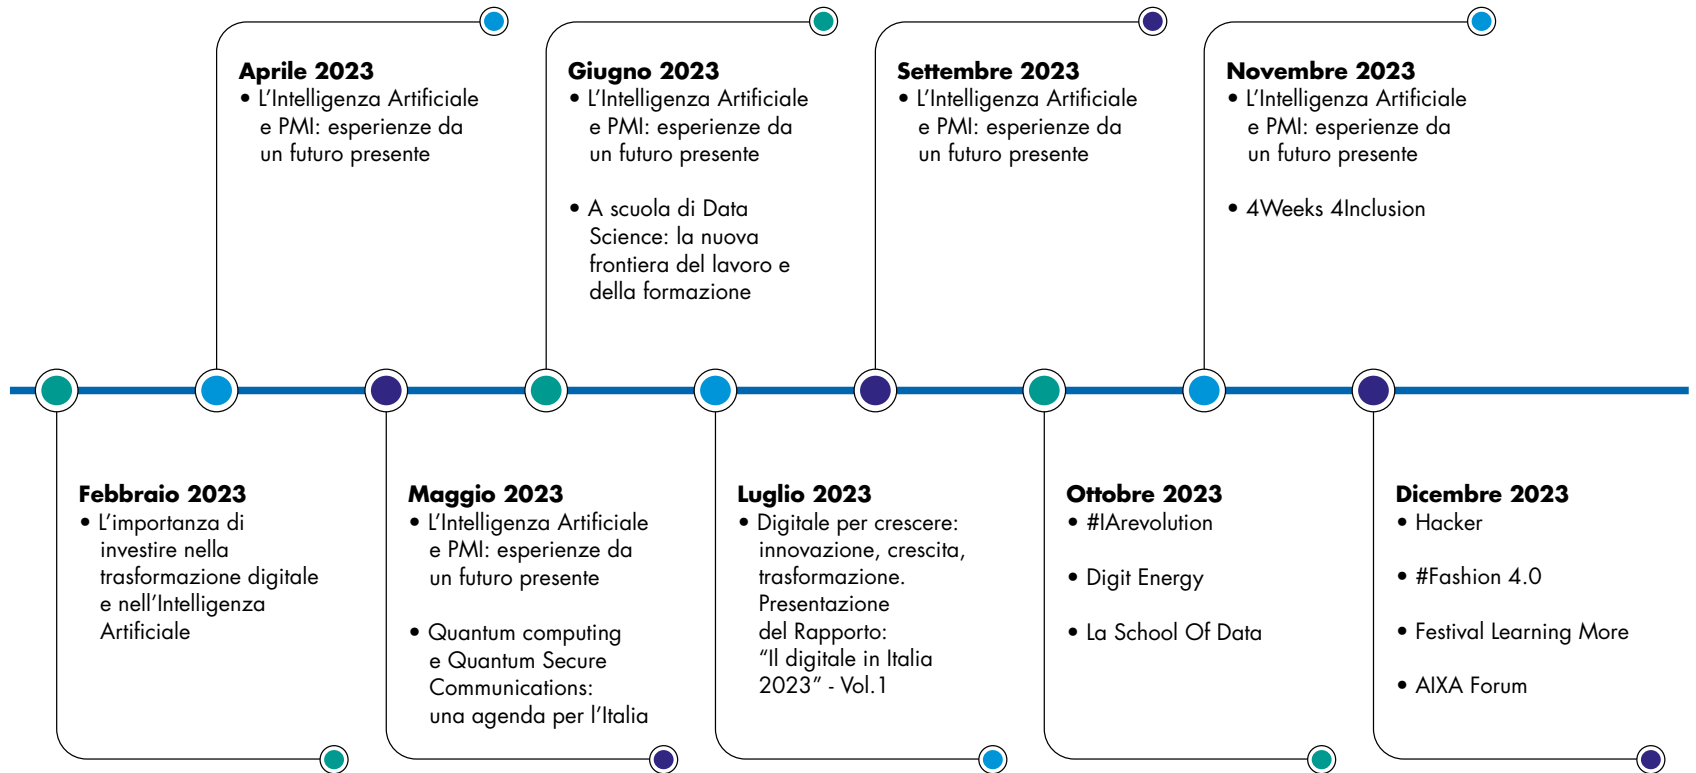 Aprile 2023
• L’Intelligenza Artificiale
e PMI: esperienze da
un futuro presente
Giugno 2023
• L’Intelligenza Artificiale
e PMI: esperienze da
un futuro presente
• A scuola di Data
Science: la nuova
frontiera del lavoro e
della formazione
Settembre 2023
• L’Intelligenza Artificiale
e PMI: esperienze da
un futuro presente
Novembre 2023
• L’Intelligenza Artificiale
e PMI: esperienze da
un futuro presente
• 4Weeks 4Inclusion
Febbraio 2023
• L’importanza di
investire nella
trasformazione digitale
e nell’Intelligenza
Artificiale
Maggio 2023
• L’Intelligenza Artificiale
e PMI: esperienze da
un futuro presente
• Quantum computing
e Quantum Secure
Communications:
una agenda per l’Italia
Luglio 2023
• Digitale per crescere:
innovazione, crescita,
trasformazione.
Presentazione
del Rapporto:
“Il digitale in Italia
2023” - Vol.1
Ottobre 2023
• #IArevolution
• Digit Energy
• La School Of Data
Dicembre 2023
• Hacker
• #Fashion 4.0
• Festival Learning More
• AIXA Forum